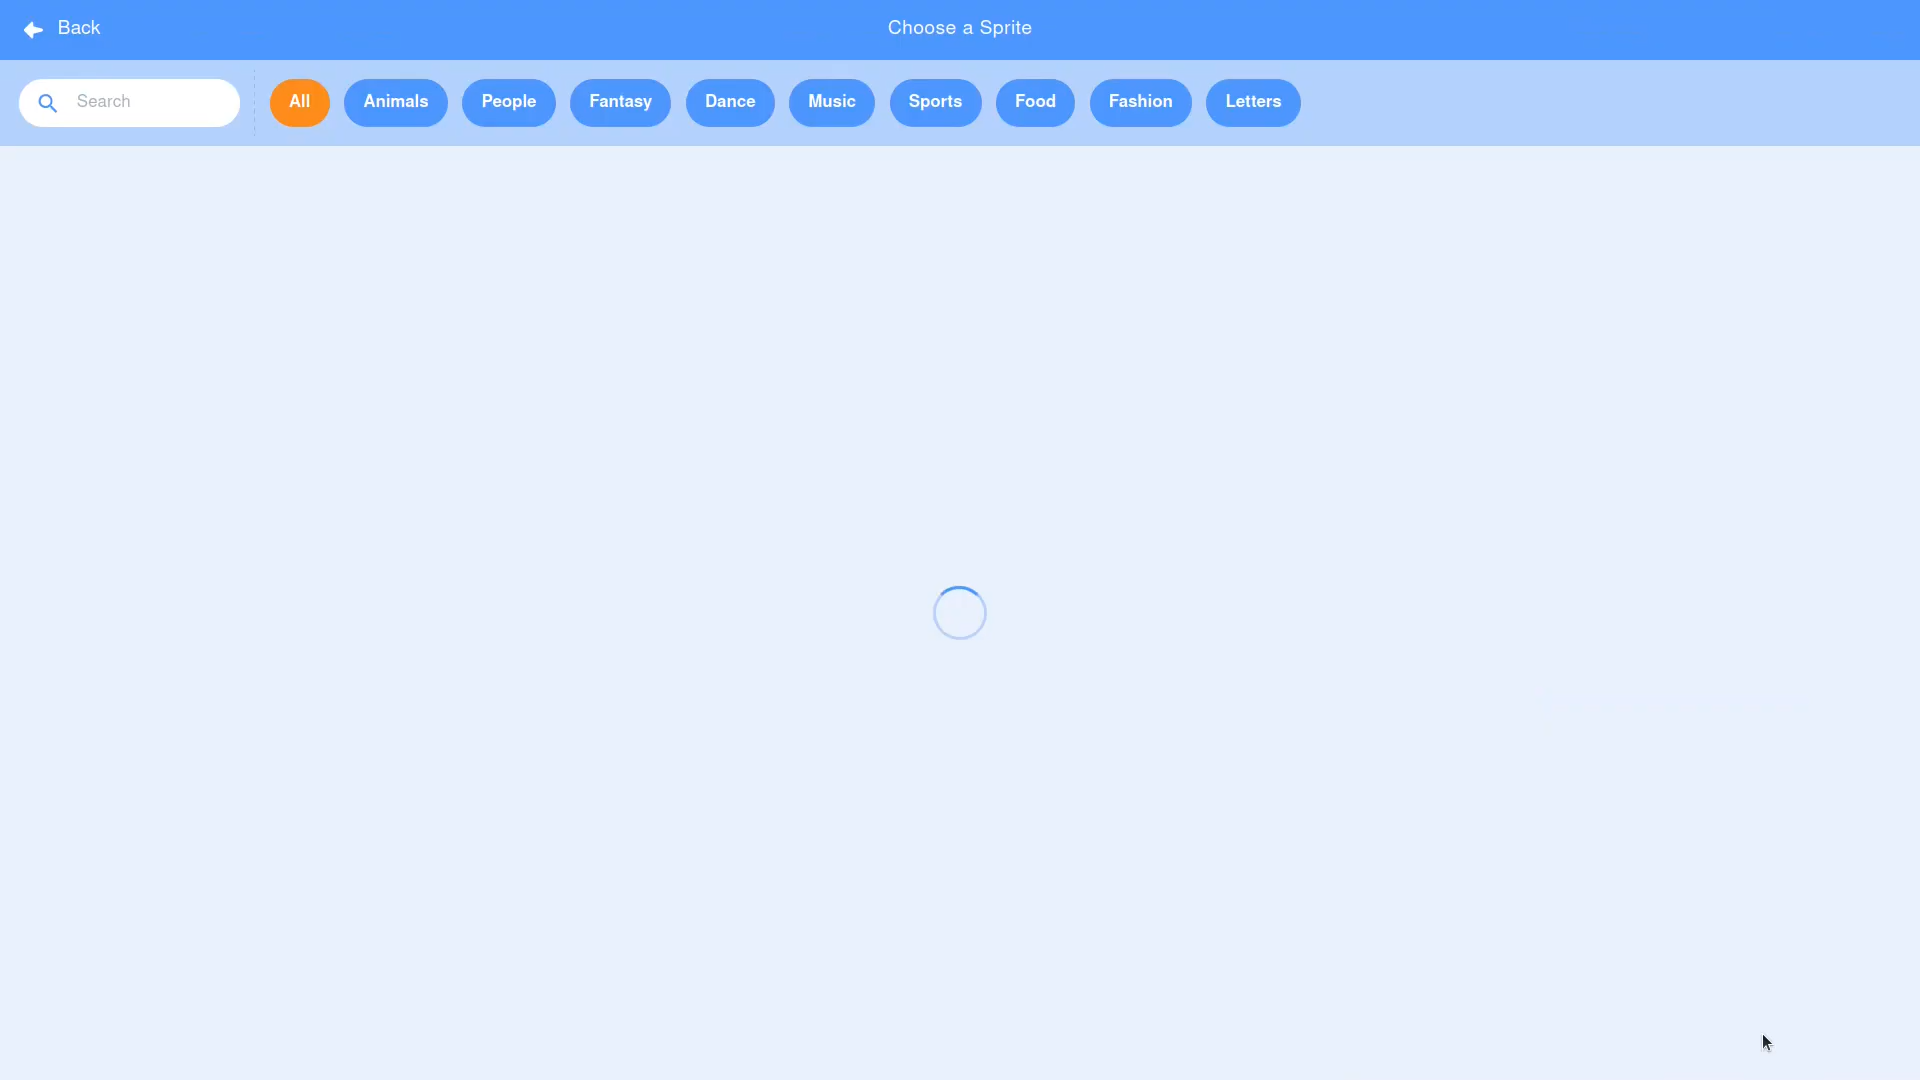 Back
Choose a Sprite
Search
All
Animals
People
Fantasy
Dance
Music
Sports
Food
Fashion
Letters